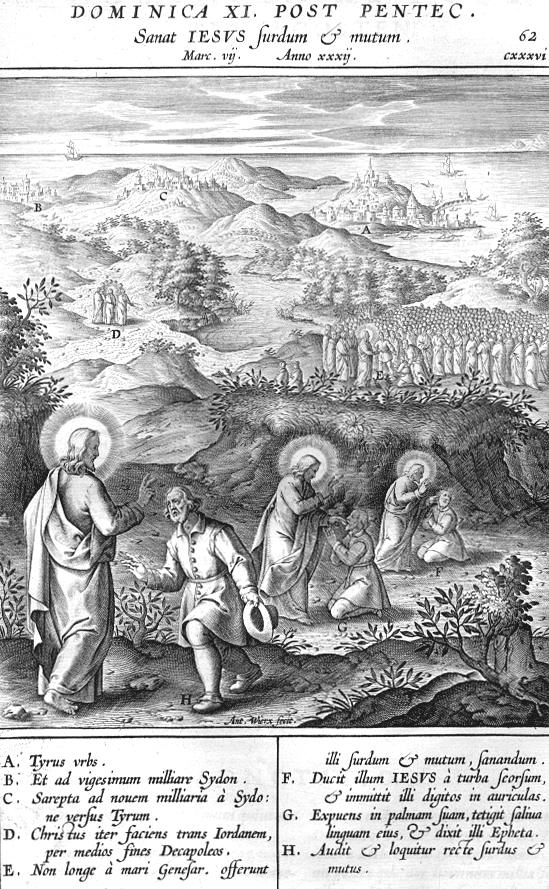 DOMINICA XI. POST PENTEC.
Sanat IESVS surdum & mutum.
Marc. vij. Anno xxxij.
62
cxxxvi
B
C
A
D
E
F
G
H
Ant. Wierx fecit.
A. Tyrus vrbs.
B. Et ad vigesimum milliare Sydon.
C. Sarepta ad nouem milliaria à Sydo:
ne versus Tyrum.
D. Christus iter faciens trans Iordanem,
per medios fines Decapoleos.
E. Non longe à mari Genesar. offerunt
illi surdum & mutum sanandum.
F. Ducit illum IESVS à turba seorsum,
& immittit illi digitos in auriculas.
G. Expuens in palmam suam, tetigit saliua
linguam eius, & dixit illi Epheta.
H. Audit & loquitur recte surdus &
mutus.